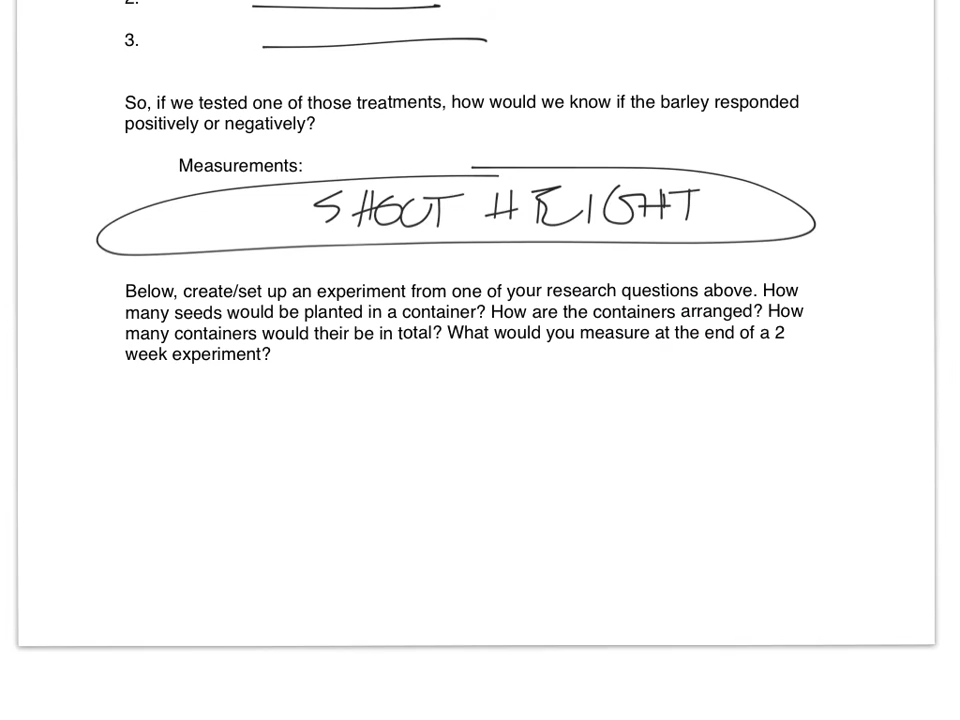 2.
3.
So, if we tested one of those treatments, how would we know if the barley responded
positively or negatively?
Measurements:
SHOOT HEIGHT
Below, create/set up an experiment from one of your research questions above. How
many seeds would be planted in a container? How are the containers arranged? How
many containers would their be in total? What would you measure at the end of a 2
week experiment?